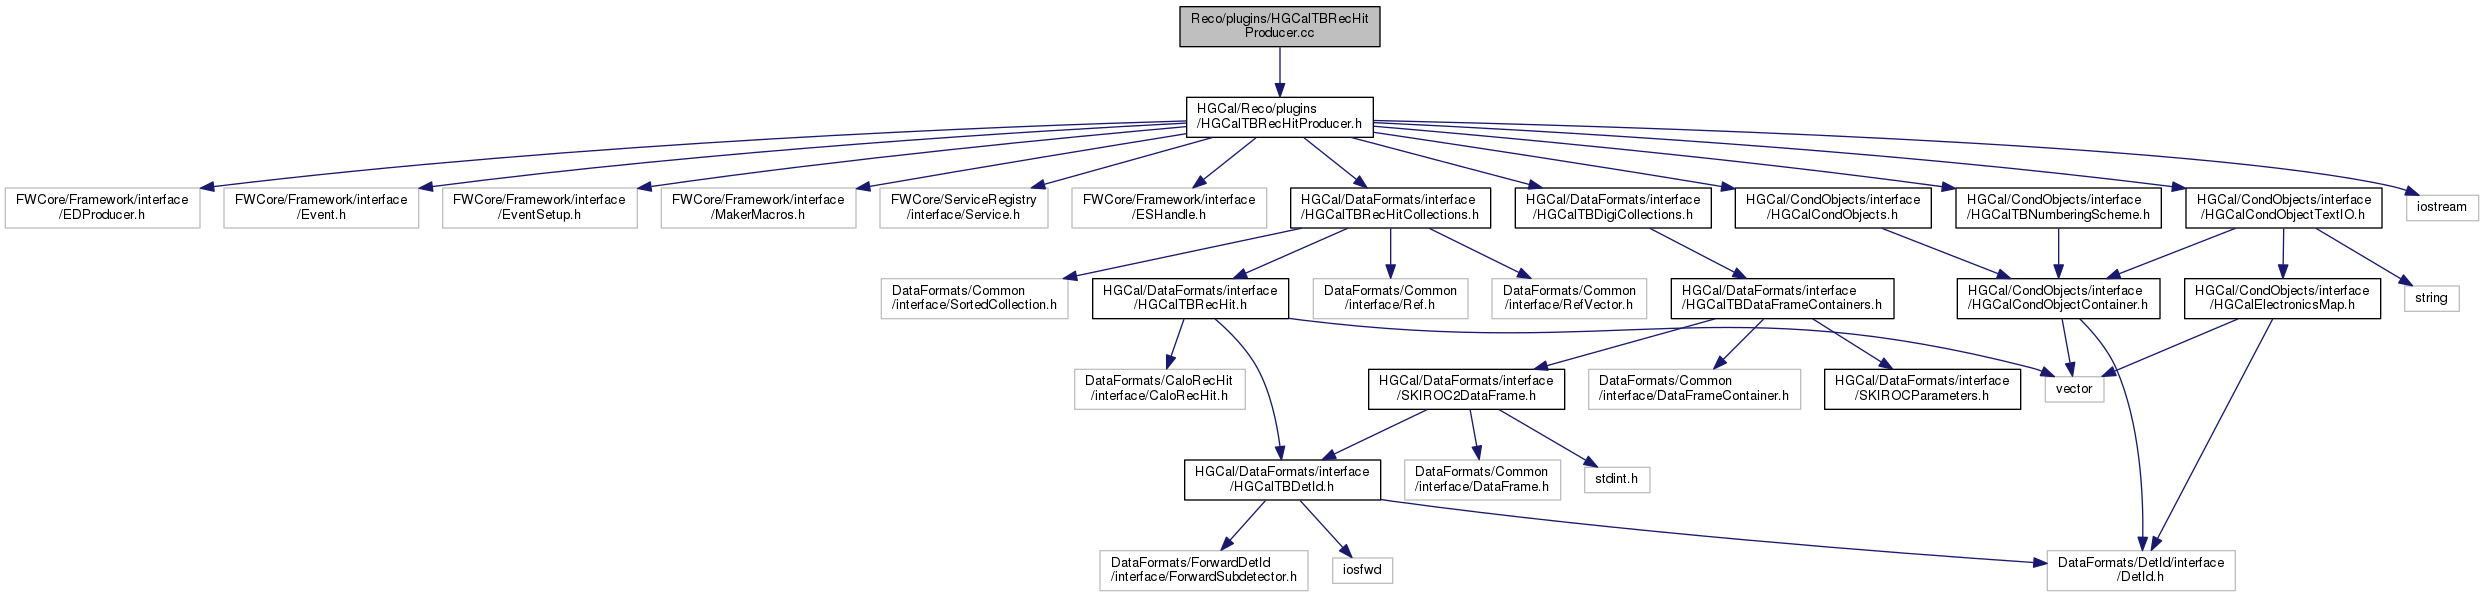 Reco/plugins/HGCalTBRecHit
Producer.cc
HGCal/Reco/plugins
/HGCalTBRecHitProducer.h
FWCore/Framework/interface
/EDProducer.h
FWCore/Framework/interface
/Event.h
FWCore/Framework/interface
/EventSetup.h
FWCore/Framework/interface
/MakerMacros.h
FWCore/ServiceRegistry
/interface/Service.h
FWCore/Framework/interface
/ESHandle.h
HGCal/DataFormats/interface
/HGCalTBRecHitCollections.h
HGCal/DataFormats/interface
/HGCalTBDigiCollections.h
HGCal/CondObjects/interface
/HGCalCondObjects.h
HGCal/CondObjects/interface
/HGCalTBNumberingScheme.h
HGCal/CondObjects/interface
/HGCalCondObjectTextIO.h
iostream
DataFormats/Common
/interface/SortedCollection.h
HGCal/DataFormats/interface
/HGCalTBRecHit.h
DataFormats/Common
/interface/Ref.h
DataFormats/Common
/interface/RefVector.h
HGCal/DataFormats/interface
/HGCalTBDataFrameContainers.h
HGCal/CondObjects/interface
/HGCalCondObjectContainer.h
HGCal/CondObjects/interface
/HGCalElectronicsMap.h
string
DataFormats/CaloRecHit
/interface/CaloRecHit.h
HGCal/DataFormats/interface
/SKIROC2DataFrame.h
DataFormats/Common
/interface/DataFrameContainer.h
HGCal/DataFormats/interface
/SKIROCParameters.h
vector
HGCal/DataFormats/interface
/HGCalTBDetId.h
DataFormats/Common
/interface/DataFrame.h
stdint.h
DataFormats/ForwardDetId
/interface/ForwardSubdetector.h
iosfwd
DataFormats/DetId/interface
/DetId.h